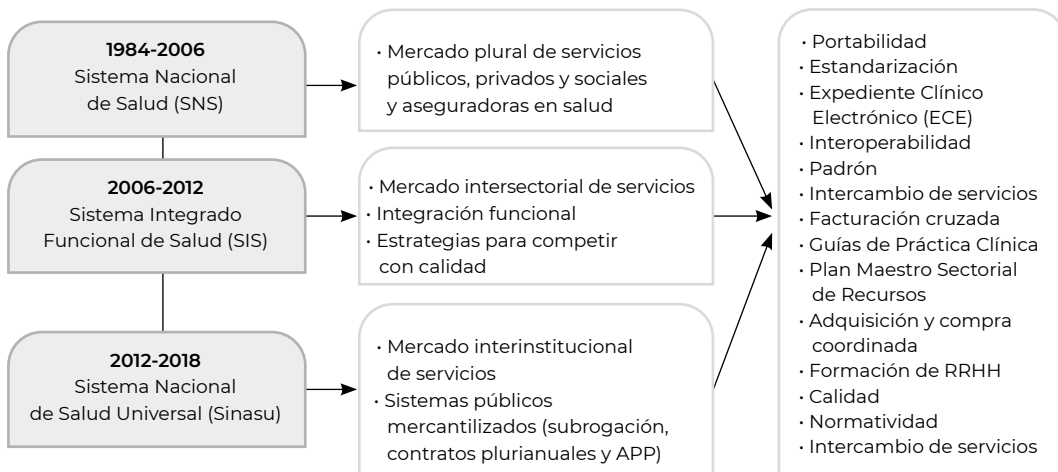 1984-2006
Sistema Nacional
de Salud (SNS)
· Mercado plural de servicios
públicos, privados y sociales
y aseguradoras en salud
2006-2012
Sistema Integrado
Funcional de Salud (SIS)
· Mercado intersectorial de servicios
· Integración funcional
· Estrategias para competir
con calidad
2012-2018
Sistema Nacional
de Salud Universal (Sinasu)
· Mercado interinstitucional
de servicios
· Sistemas públicos
mercantilizados (subrogación,
contratos plurianuales y APP)
· Portabilidad
· Estandarización
· Expediente Clínico
Electrónico (ECE)
· Interoperabilidad
· Padrón
· Intercambio de servicios
· Facturación cruzada
· Guías de Práctica Clínica
· Plan Maestro Sectorial
de Recursos
· Adquisición y compra
coordinada
· Formación de RRHH
· Calidad
· Normatividad
· Intercambio de servicios